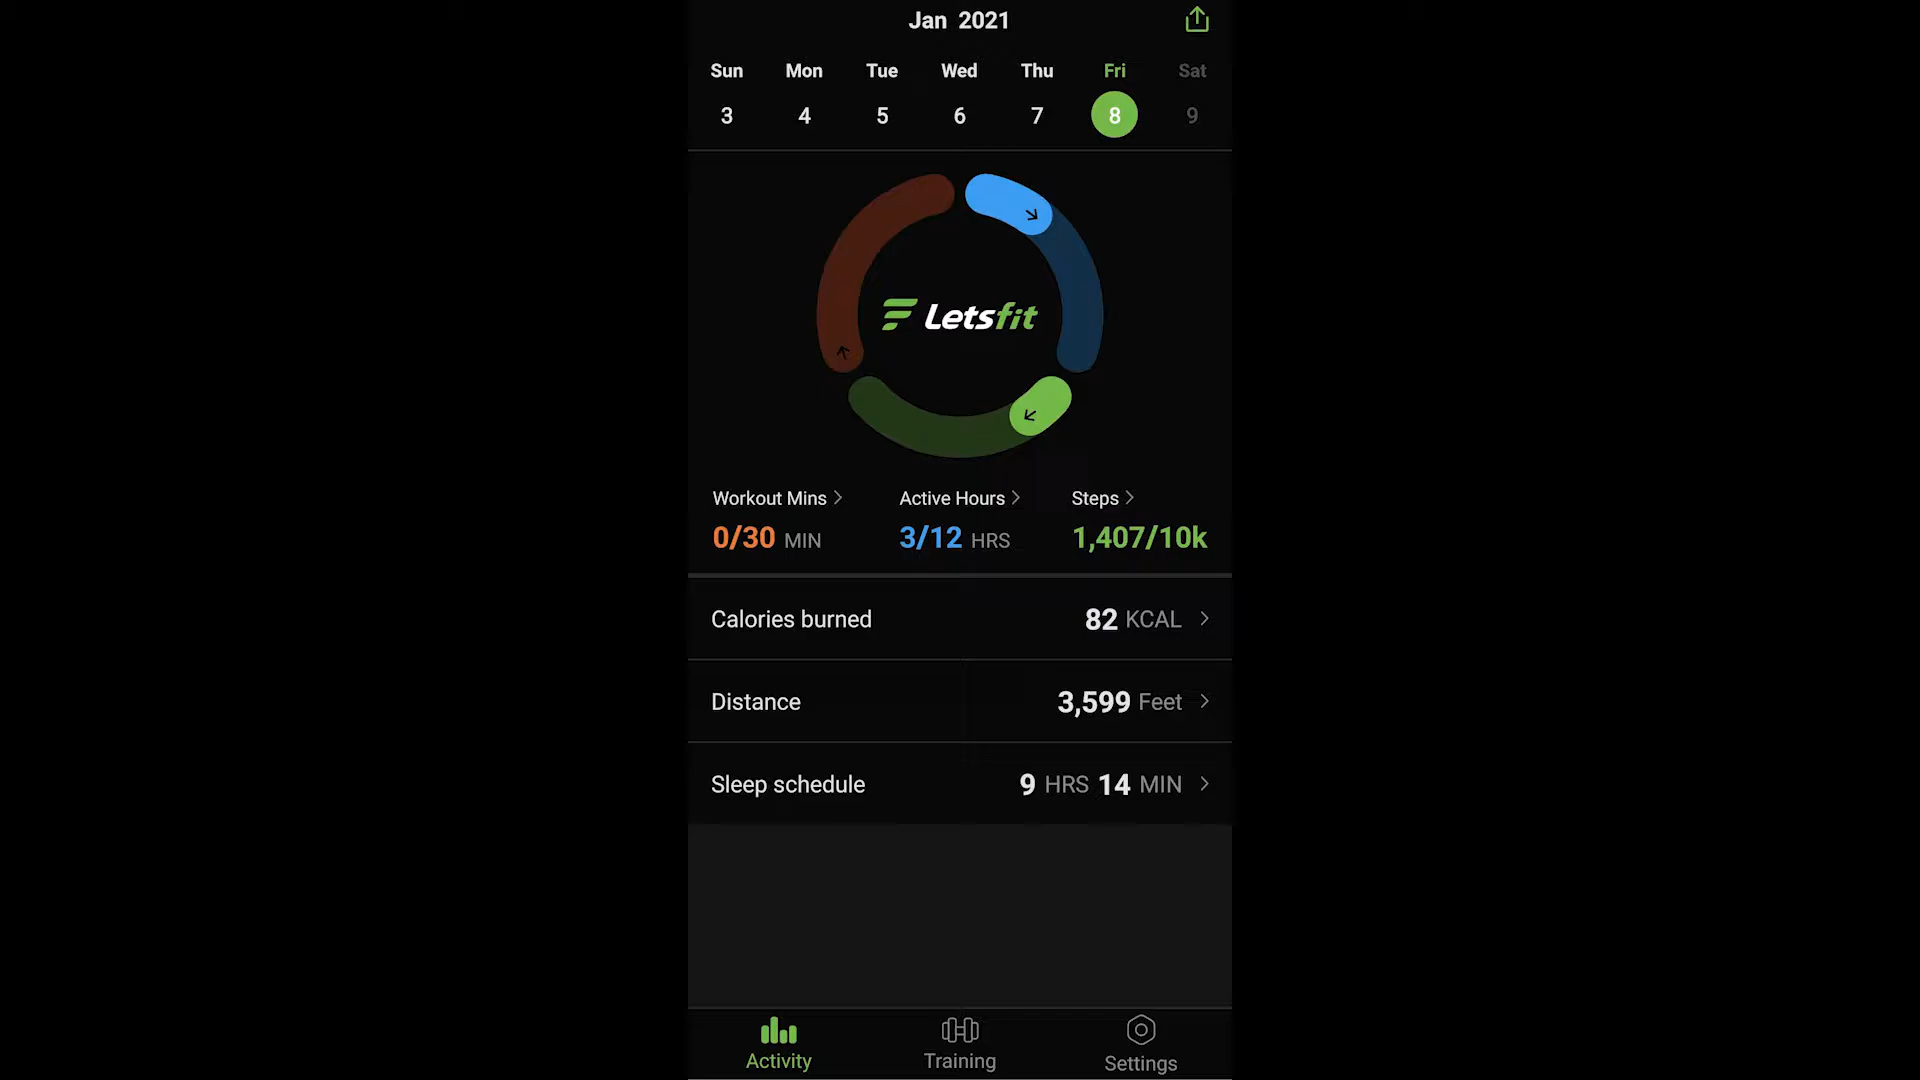 Jan 2021
Sun Mon Tue Wed Thu Fri Sat
3 4 5 6 7 8 9
Letsfit
Workout Mins Active Hours Steps
0/30 MIN 3/12 HRS 1,407/10k
Calories burned 82 KCAL
Distance 3,599 Feet
Sleep schedule 9 HRS 14 MIN
Activity Training Settings